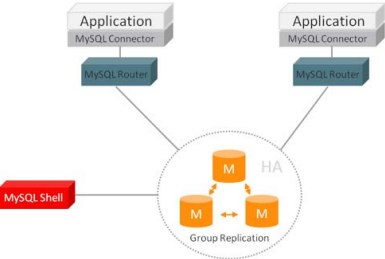 Application
MySQL Connector
MySQL Router
Application
MySQL Connector
MySQL Router
HA
M
M
M
Group Replication
MySQL Shell